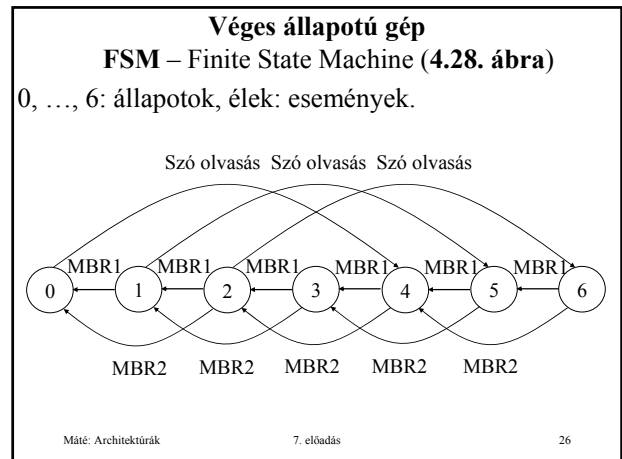 Véges állapotú gép
FSM – Finite State Machine (4.28. ábra)
0, …, 6: állapotok, élek: események.
Szó olvasás Szó olvasás Szó olvasás
MBR1 MBR1 MBR1 MBR1 MBR1 MBR1
0 1 2 3 4 5 6
MBR2 MBR2 MBR2 MBR2 MBR2
Máté: Architektúrák 7. előadás 26